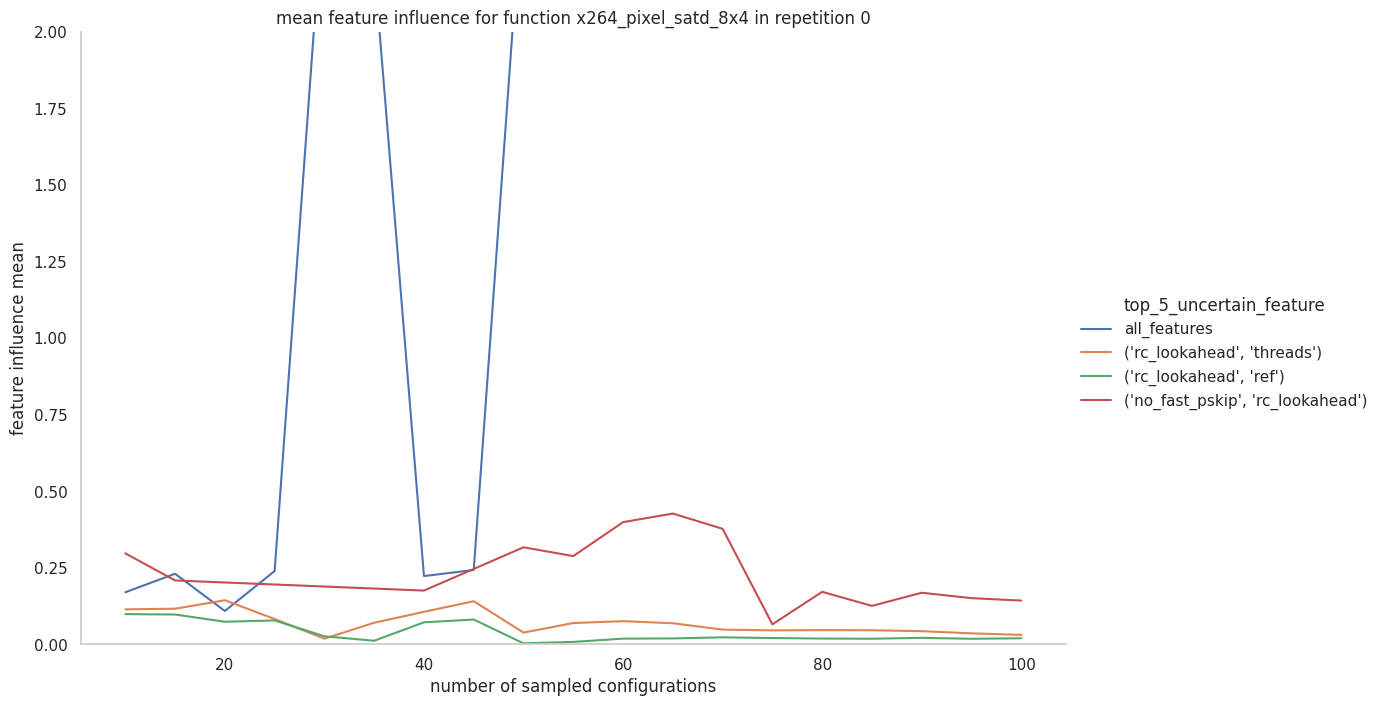 mean feature influence for function x264_pixel_satd_8x4 in repetition 0
2.00
1.75
1.50
1.25
1.00
0.75
0.50
0.25
0.00
feature influence mean
20
40
60
80
100
number of sampled configurations
top_5_uncertain_feature
all_features
('rc_lookahead', 'threads')
('rc_lookahead', 'ref')
('no_fast_pskip', 'rc_lookahead')